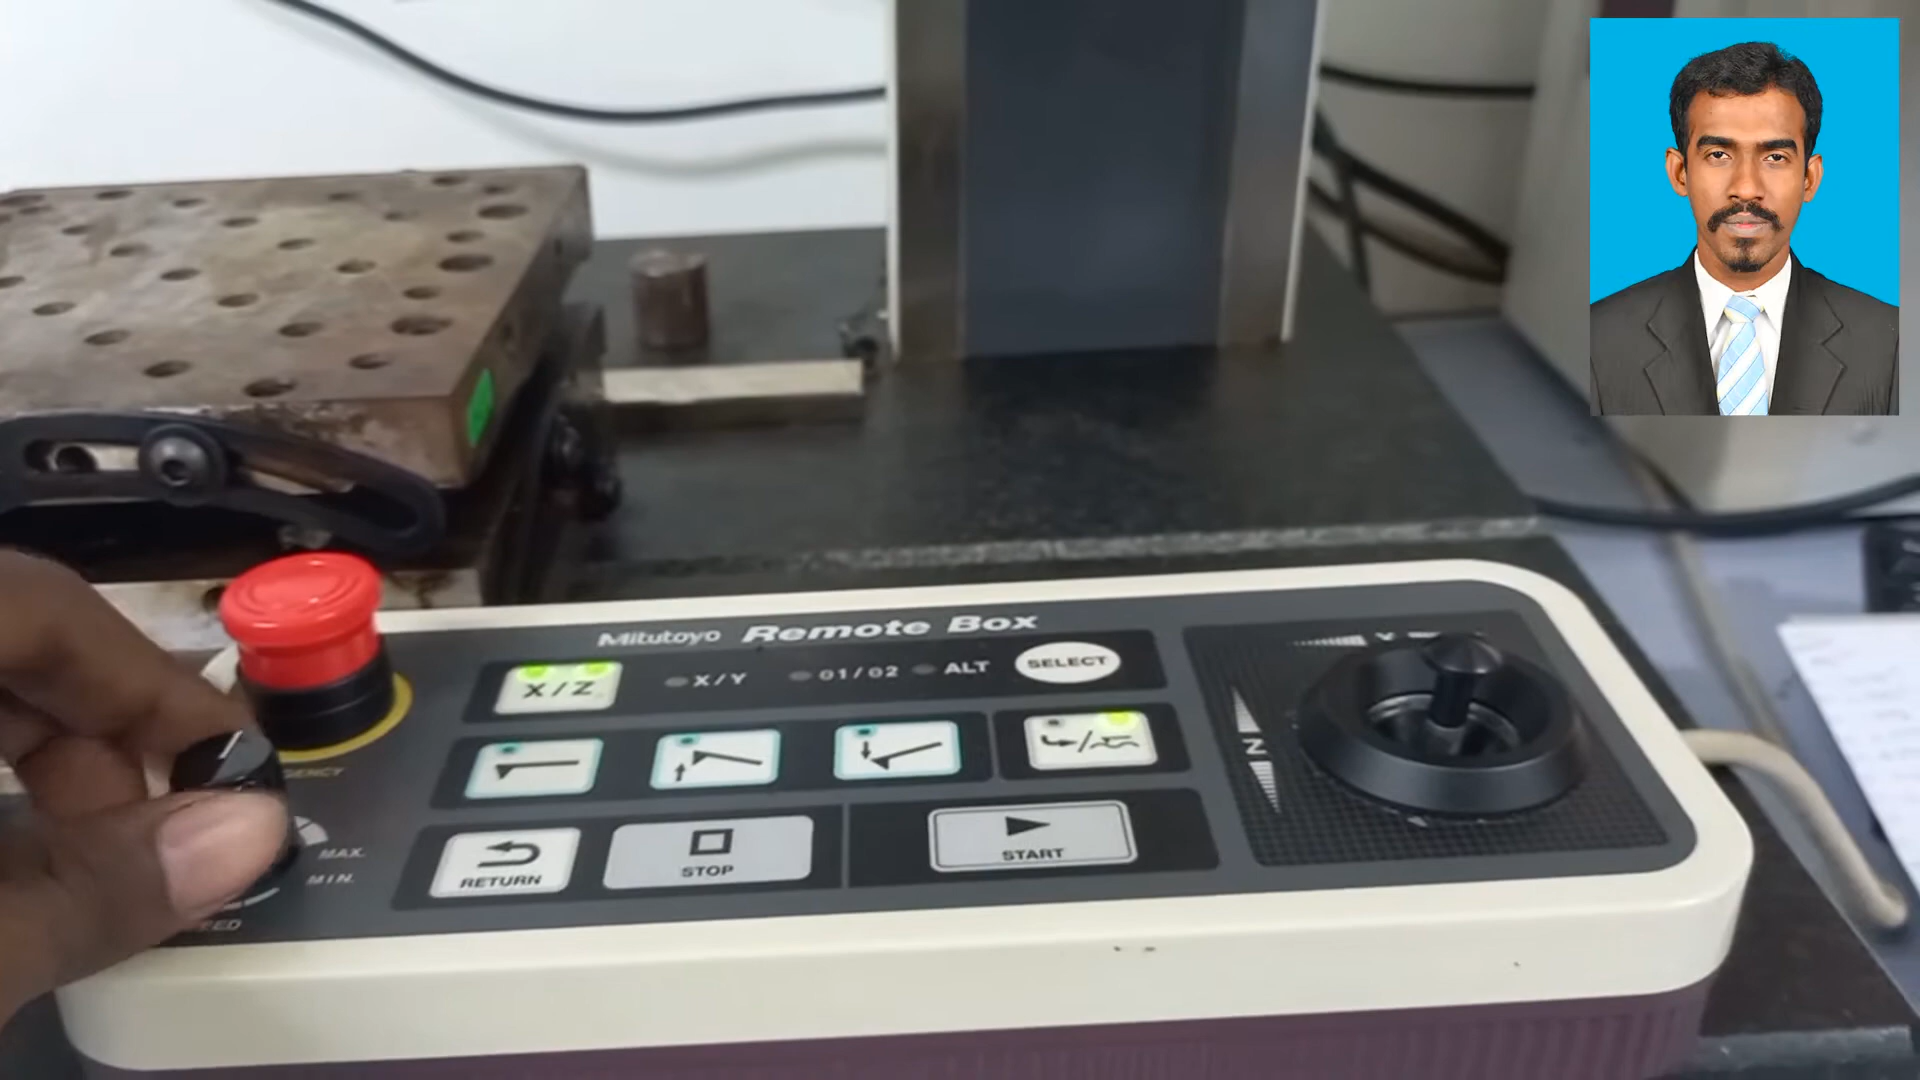 Mitutoyo Remote Box
X/Z X/Y 01/02 ALT SELECT
Y
Z
MAX.
MIN.
RETURN
STOP
START